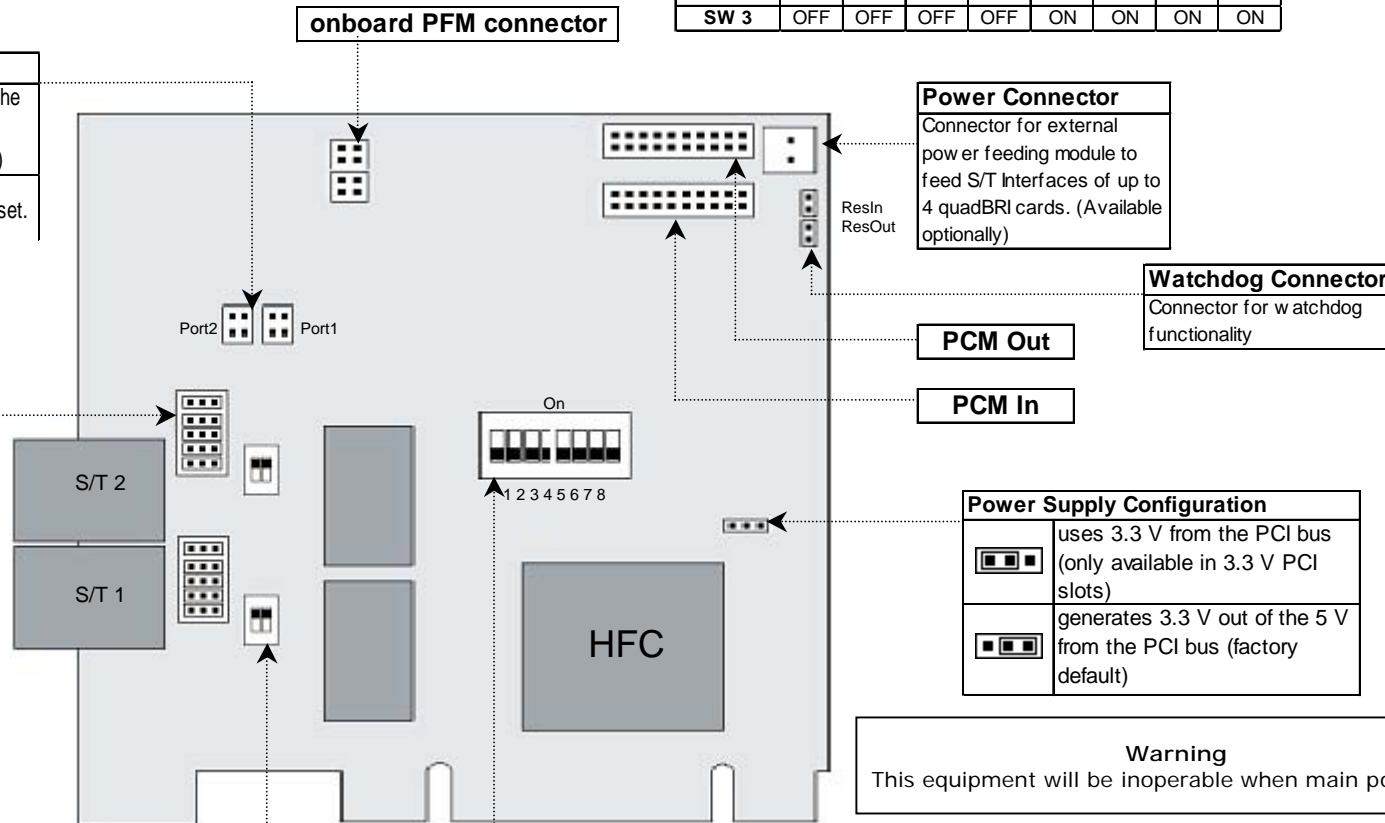 onboard PFM connector
SW 3 OFF OFF OFF OFF ON ON ON ON
he
)
set.
Power Connector
Connector for external
power feeding module to
feed S/T Interfaces of up to
4 quadBRI cards. (Available
optionally)
ResIn
ResOut
Watchdog Connector
Connector for watchdog
functionality
Port2
Port1
PCM Out
PCM In
On
1 2 3 4 5 6 7 8
S/T 2
S/T 1
HFC
Power Supply Configuration
uses 3.3 V from the PCI bus
(only available in 3.3 V PCI
slots)
generates 3.3 V out of the 5 V
from the PCI bus (factory
default)
Warning
This equipment will be inoperable when main po